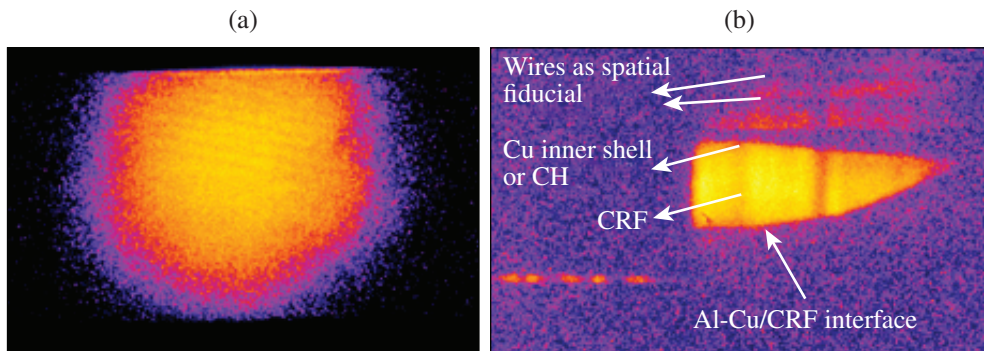 (a)
(b)
Wires as spatial
fiducial
Cu inner shell
or CH
CRF
Al-Cu/CRF interface